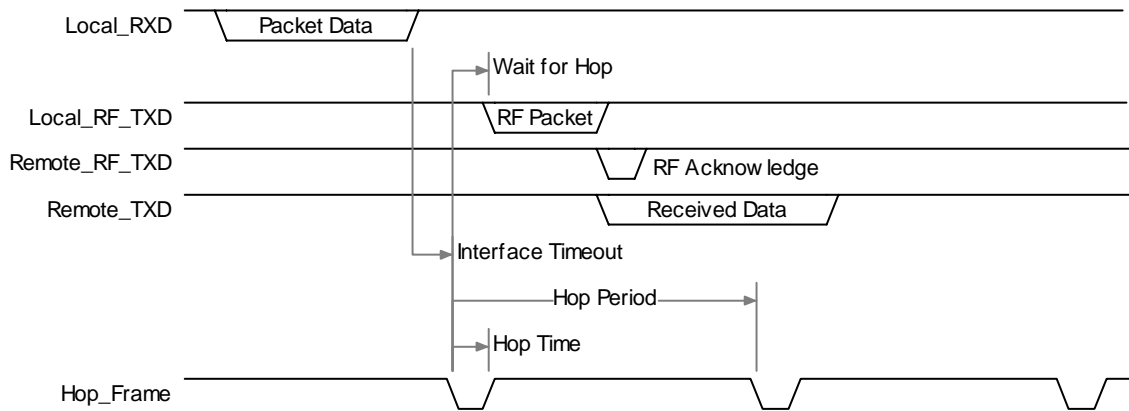 Local_RXD
Packet Data
Wait for Hop
Local_RF_TXD
RF Packet
Remote_RF_TXD
RF Acknow ledge
Remote_TXD
Received Data
Interface Timeout
Hop Period
Hop Time
Hop_Frame